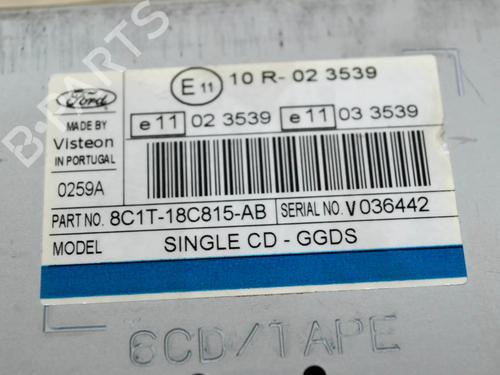 Ford
E 11 10 R- 02 3539
e 11 02 3539 e 11 03 3539
MADE BY
Visteon
IN PORTUGAL
0259A
PART NO. 8C1T-18C815-AB SERIAL NO. V 036442
MODEL SINGLE CD - GGDS
6CD/TAPE
B-PARTS